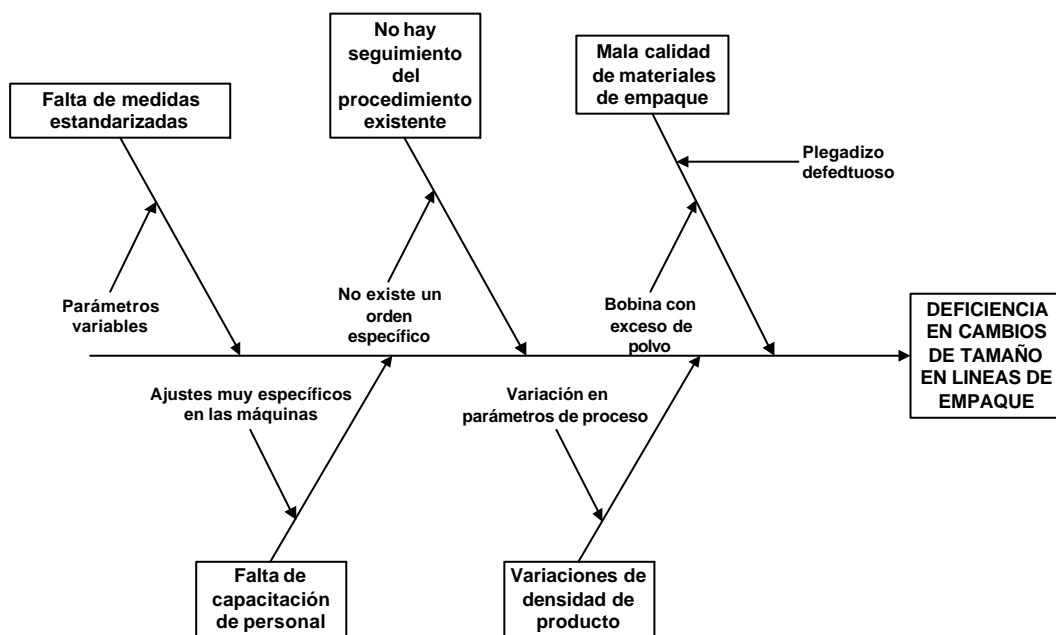 No hay
seguimiento
del
procedimiento
existente
Mala calidad
de materiales
de empaque
Falta de medidas
estandarizadas
Plegadizo
defedtuoso
Parámetros
variables
No existe un
orden
específico
Bobina con
exceso de
polvo
DEFICIENCIA
EN CAMBIOS
DE TAMAÑO
EN LINEAS DE
EMPAQUE
Ajustes muy específicos
en las máquinas
Variación en
parámetros de proceso
Falta de
capacitación
de personal
Variaciones de
densidad de
producto